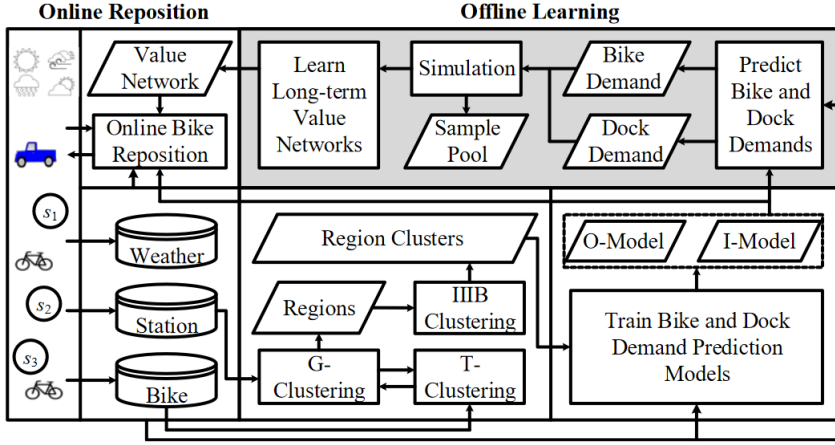 Online Reposition
Offline Learning
Value
Network
Online Bike
Reposition
Learn
Long-term
Value
Networks
Simulation
Sample
Pool
Bike
Demand
Dock
Demand
Predict
Bike and
Dock
Demands
s1
s2
s3
Weather
Station
Bike
Region Clusters
Regions
IIIB
Clustering
G-
Clustering
T-
Clustering
O-Model
I-Model
Train Bike and Dock
Demand Prediction
Models